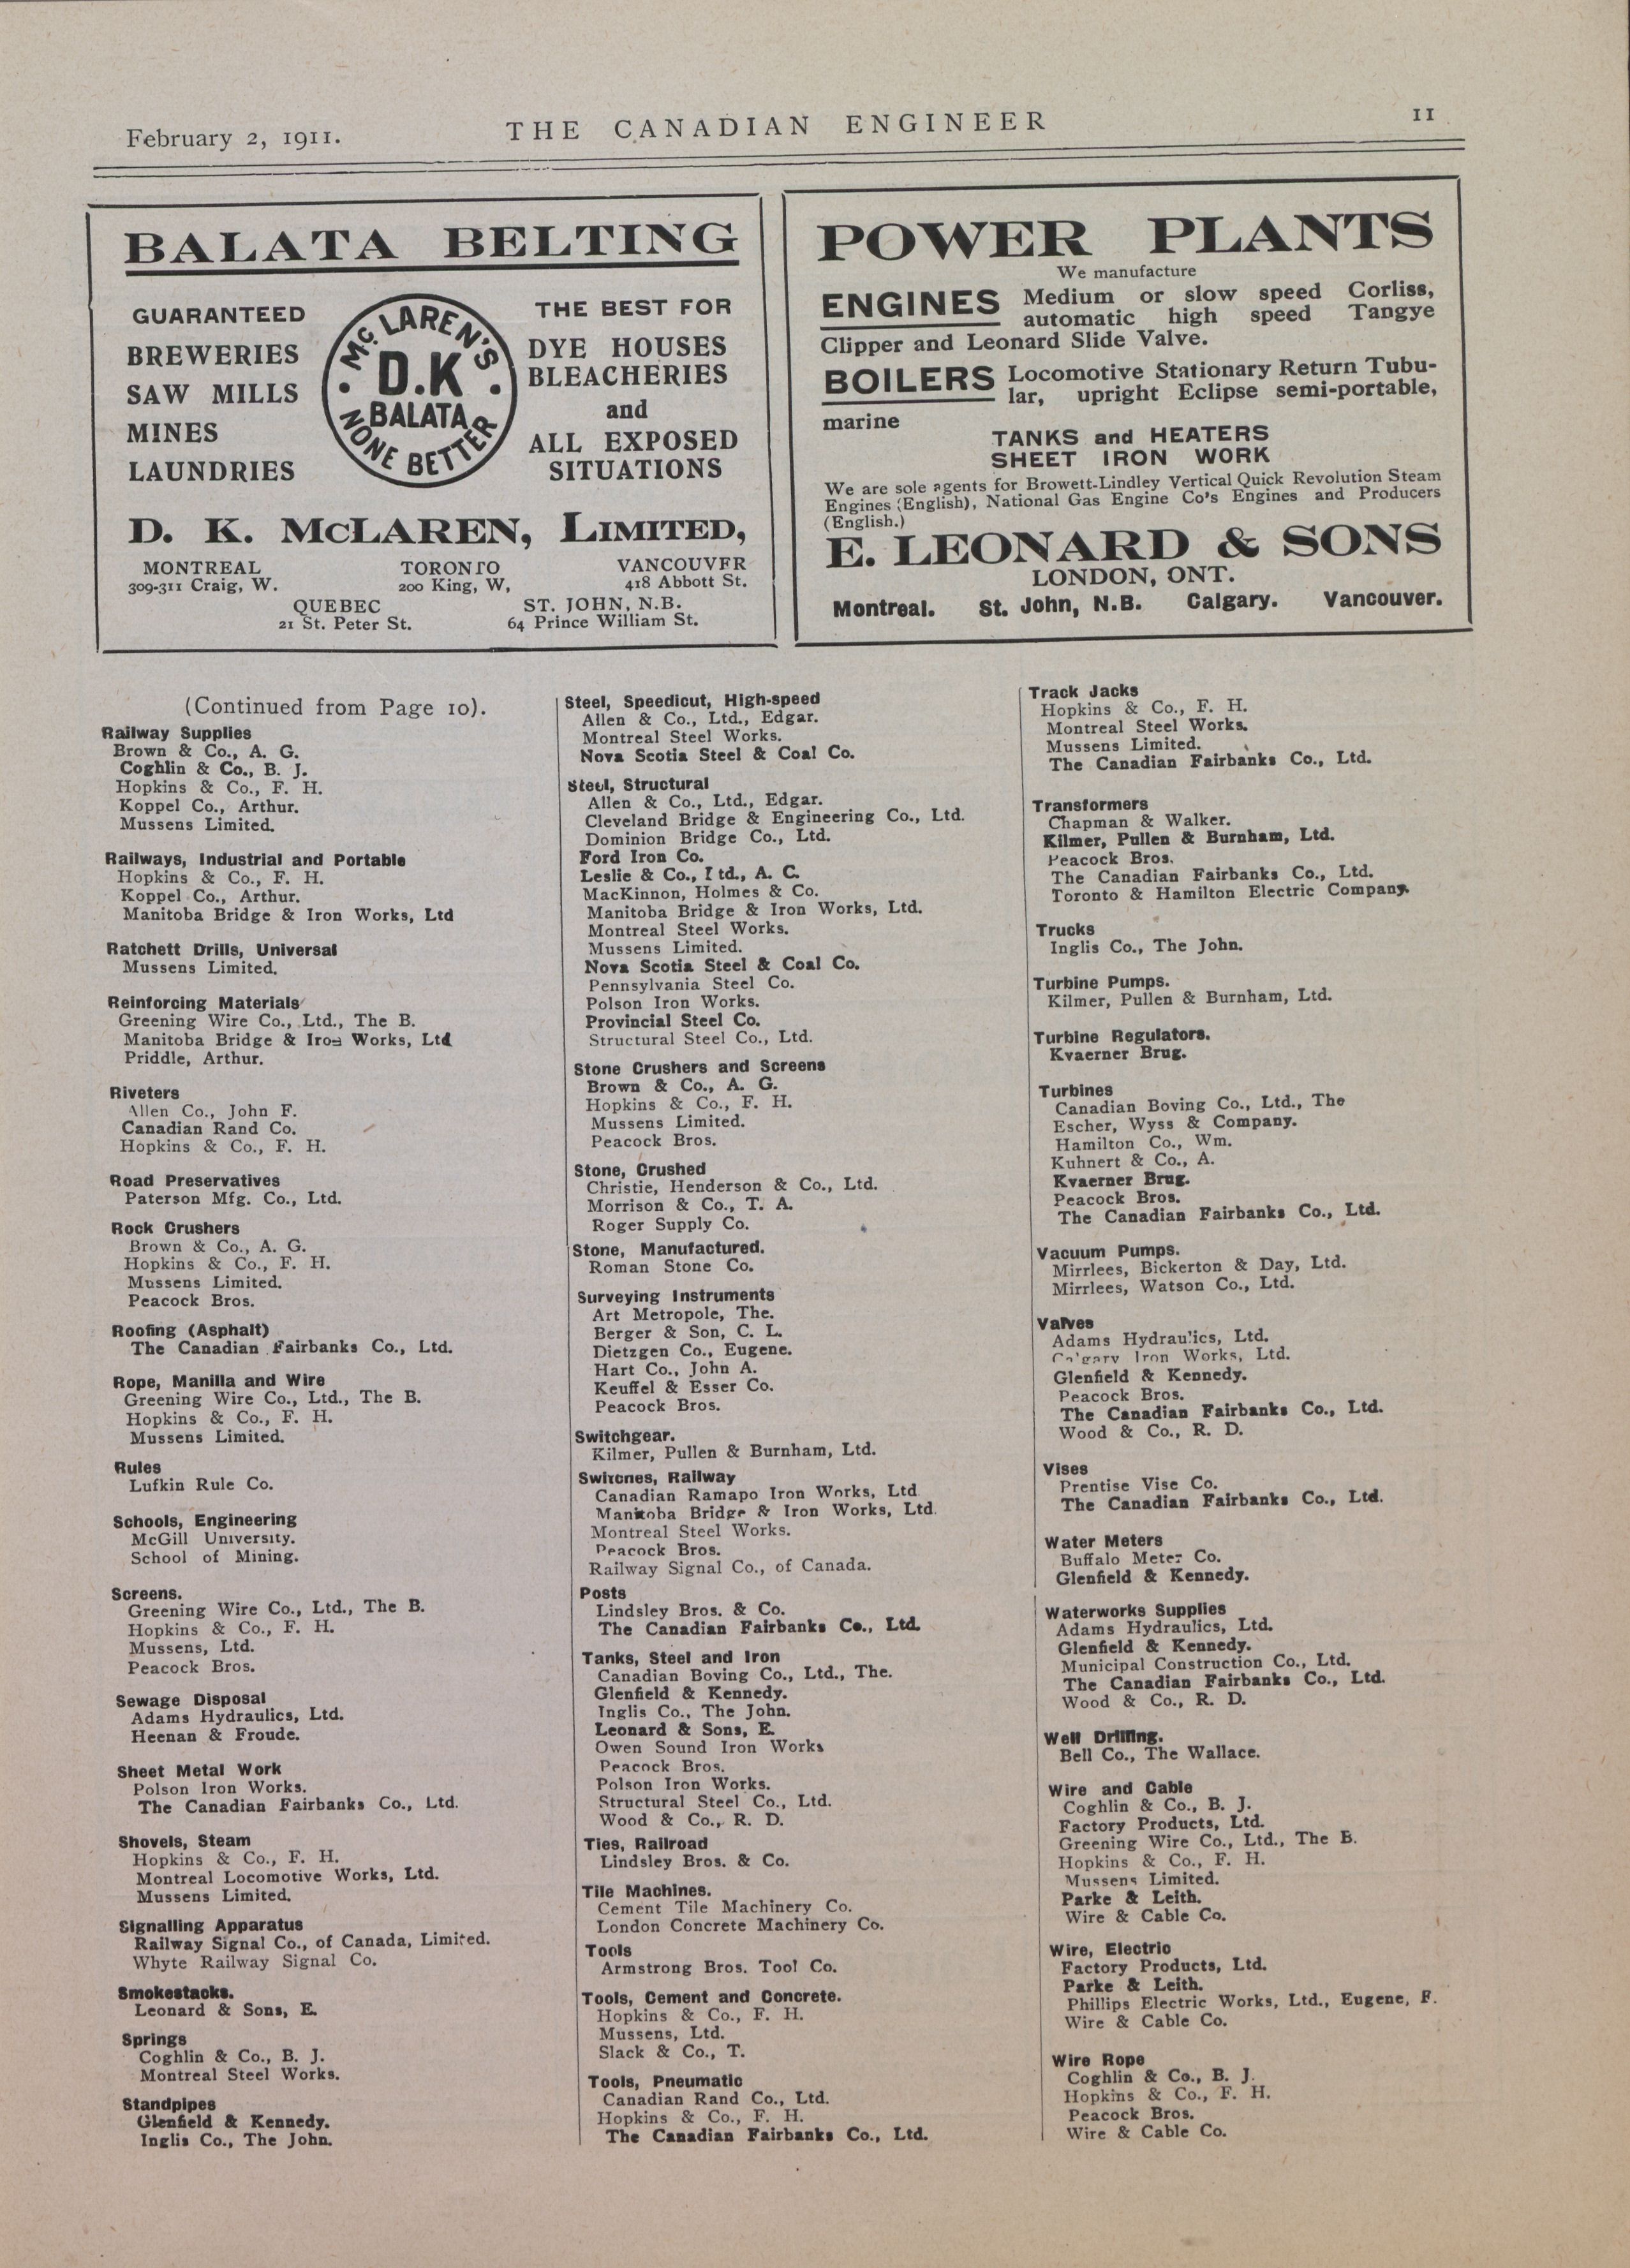 February 2, 1911.
THE CANADIAN ENGINEER
11
BALATA BELTING
GUARANTEED
BREWERIES
SAW MILLS
MINES
LAUNDRIES
McLAREN'S
D.K
BALATA
NONE BETTER
THE BEST FOR
DYE HOUSES
BLEACHERIES
and
ALL EXPOSED
SITUATIONS
D. K. McLAREN, LIMITED,
MONTREAL
309-311 Craig, W.
TORONTO
200 King, W,
VANCOUVER
418 Abbott St.
QUEBEC
21 St. Peter St.
ST. JOHN, N.B.
64 Prince William St.
POWER PLANTS
We manufacture
ENGINES Medium or slow speed Corliss,
automatic high speed Tangye
Clipper and Leonard Slide Valve.
BOILERS Locomotive Stationary Return Tubu-
lar, upright Eclipse semi-portable,
marine
TANKS and HEATERS
SHEET IRON WORK
We are sole agents for Browett-Lindley Vertical Quick Revolution Steam
Engines (English), National Gas Engine Co's Engines and Producers
(English.)
E. LEONARD & SONS
LONDON, ONT.
Montreal. St. John, N.B. Calgary. Vancouver.
(Continued from Page 10).
Railway Supplies
Brown & Co., A. G.
Coghlin & Co., B. J.
Hopkins & Co., F. H.
Koppel Co., Arthur.
Mussens Limited.
Railways, Industrial and Portable
Hopkins & Co., F. H.
Koppel Co., Arthur.
Manitoba Bridge & Iron Works, Ltd
Ratchett Drills, Universal
Mussens Limited.
Reinforcing Materials
Greening Wire Co., Ltd., The B.
Manitoba Bridge & Iron Works, Ltd
Priddle, Arthur.
Riveters
Allen Co., John F.
Canadian Rand Co.
Hopkins & Co., F. H.
Road Preservatives
Paterson Mfg. Co., Ltd.
Rock Crushers
Brown & Co., A. G.
Hopkins & Co., F. H.
Mussens Limited.
Peacock Bros.
Roofing (Asphalt)
The Canadian Fairbanks Co., Ltd.
Rope, Manilla and Wire
Greening Wire Co., Ltd., The B.
Hopkins & Co., F. H.
Mussens Limited.
Rules
Lufkin Rule Co.
Schools, Engineering
McGill University.
School of Mining.
Screens.
Greening Wire Co., Ltd., The B.
Hopkins & Co., F. H.
Mussens, Ltd.
Peacock Bros.
Sewage Disposal
Adams Hydraulics, Ltd.
Heenan & Froude.
Sheet Metal Work
Polson Iron Works.
The Canadian Fairbanks Co., Ltd.
Shovels, Steam
Hopkins & Co., F. H.
Montreal Locomotive Works, Ltd.
Mussens Limited.
Signalling Apparatus
Railway Signal Co., of Canada, Limited.
Whyte Railway Signal Co.
Smokestacks.
Leonard & Sons, E.
Springs
Coghlin & Co., B. J.
Montreal Steel Works.
Standpipes
Glenfield & Kennedy.
Inglis Co., The John.
Steel, Speedicut, High-speed
Allen & Co., Ltd., Edgar.
Montreal Steel Works.
Nova Scotia Steel & Coal Co.
Steel, Structural
Allen & Co., Ltd., Edgar.
Cleveland Bridge & Engineering Co., Ltd.
Dominion Bridge Co., Ltd.
Ford Iron Co.
Leslie & Co., Ltd., A. C.
MacKinnon, Holmes & Co.
Manitoba Bridge & Iron Works, Ltd.
Montreal Steel Works.
Mussens Limited.
Nova Scotia Steel & Coal Co.
Pennsylvania Steel Co.
Polson Iron Works.
Provincial Steel Co.
Structural Steel Co., Ltd.
Stone Crushers and Screens
Brown & Co., A. G.
Hopkins & Co., F. H.
Mussens Limited.
Peacock Bros.
Stone, Crushed
Christie, Henderson & Co., Ltd.
Morrison & Co., T. A.
Roger Supply Co.
Stone, Manufactured.
Roman Stone Co.
Surveying Instruments
Art Metropole, The.
Berger & Son, C. L.
Dietzgen Co., Eugene.
Hart Co., John A.
Keuffel & Esser Co.
Peacock Bros.
Switchgear.
Kilmer, Pullen & Burnham, Ltd.
Switches, Railway
Canadian Ramapo Iron Works, Ltd
Manitoba Bridge & Iron Works, Ltd.
Montreal Steel Works.
Peacock Bros.
Railway Signal Co., of Canada.
Posts
Lindsley Bros. & Co.
The Canadian Fairbanks Co., Ltd.
Tanks, Steel and Iron
Canadian Boving Co., Ltd., The.
Glenfield & Kennedy.
Inglis Co., The John.
Leonard & Sons, E.
Owen Sound Iron Works
Peacock Bros.
Polson Iron Works.
Structural Steel Co., Ltd.
Wood & Co., R. D.
Ties, Railroad
Lindsley Bros. & Co.
Tile Machines.
Cement Tile Machinery Co.
London Concrete Machinery Co.
Tools
Armstrong Bros. Tool Co.
Tools, Cement and Concrete.
Hopkins & Co., F. H.
Mussens, Ltd.
Slack & Co., T.
Tools, Pneumatic
Canadian Rand Co., Ltd.
Hopkins & Co., F. H.
The Canadian Fairbanks Co., Ltd.
Track Jacks
Hopkins & Co., F. H.
Montreal Steel Works.
Mussens Limited.
The Canadian Fairbanks Co., Ltd.
Transformers
Chapman & Walker.
Kilmer, Pullen & Burnham, Ltd.
Peacock Bros.
The Canadian Fairbanks Co., Ltd.
Toronto & Hamilton Electric Company.
Trucks
Inglis Co., The John.
Turbine Pumps.
Kilmer, Pullen & Burnham, Ltd.
Turbine Regulators.
Kvaerner Brug.
Turbines
Canadian Boving Co., Ltd., The
Escher, Wyss & Company.
Hamilton Co., Wm.
Kuhnert & Co., A.
Kvaerner Brug.
Peacock Bros.
The Canadian Fairbanks Co., Ltd.
Vacuum Pumps.
Mirrlees, Bickerton & Day, Ltd.
Mirrlees, Watson Co., Ltd.
Valves
Adams Hydraulics, Ltd.
Calgary Iron Works, Ltd.
Glenfield & Kennedy.
Peacock Bros.
The Canadian Fairbanks Co., Ltd.
Wood & Co., R. D.
Vises
Prentise Vise Co.
The Canadian Fairbanks Co., Ltd.
Water Meters
Buffalo Meter Co.
Glenfield & Kennedy.
Waterworks Supplies
Adams Hydraulics, Ltd.
Glenfield & Kennedy.
Municipal Construction Co., Ltd.
The Canadian Fairbanks Co., Ltd.
Wood & Co., R. D.
Well Drilling.
Bell Co., The Wallace.
Wire and Cable
Coghlin & Co., B. J.
Factory Products, Ltd.
Greening Wire Co., Ltd., The B.
Hopkins & Co., F. H.
Mussens Limited.
Parke & Leith.
Wire & Cable Co.
Wire, Electric
Factory Products, Ltd.
Parke & Leith.
Phillips Electric Works, Ltd., Eugene, F.
Wire & Cable Co.
Wire Rope
Coghlin & Co., B. J.
Hopkins & Co., F. H.
Peacock Bros.
Wire & Cable Co.